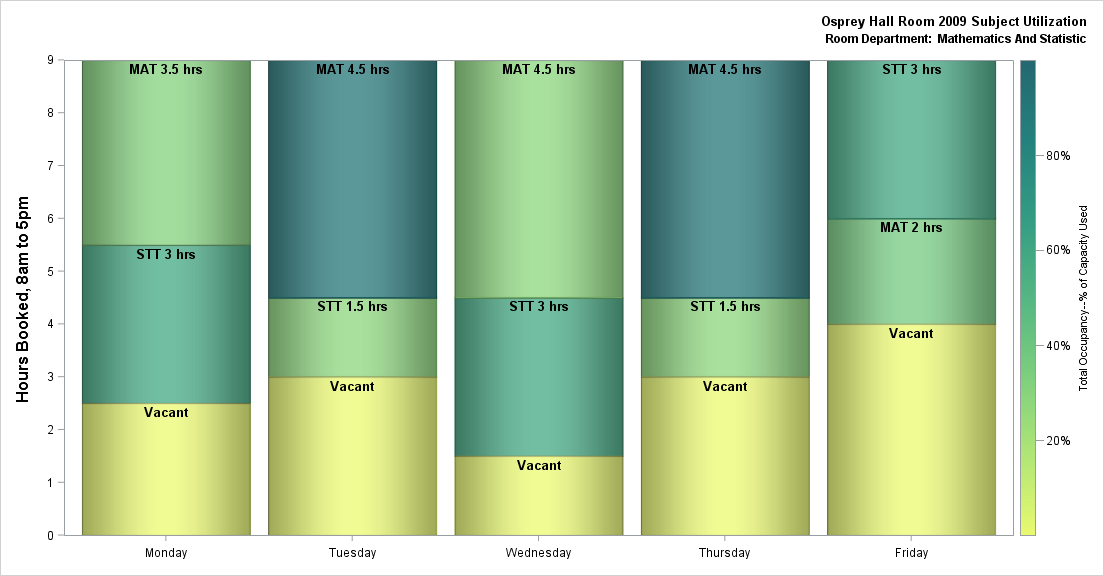 Osprey Hall Room 2009 Subject Utilization
Room Department: Mathematics And Statistic
Hours Booked, 8am to 5pm
9
8
7
6
5
4
3
2
1
0
MAT 3.5 hrs
STT 3 hrs
Vacant
MAT 4.5 hrs
STT 1.5 hrs
Vacant
MAT 4.5 hrs
STT 3 hrs
Vacant
MAT 4.5 hrs
STT 1.5 hrs
Vacant
STT 3 hrs
MAT 2 hrs
Vacant
Monday
Tuesday
Wednesday
Thursday
Friday
80%
60%
40%
20%
Total Occupancy--% of Capacity Used